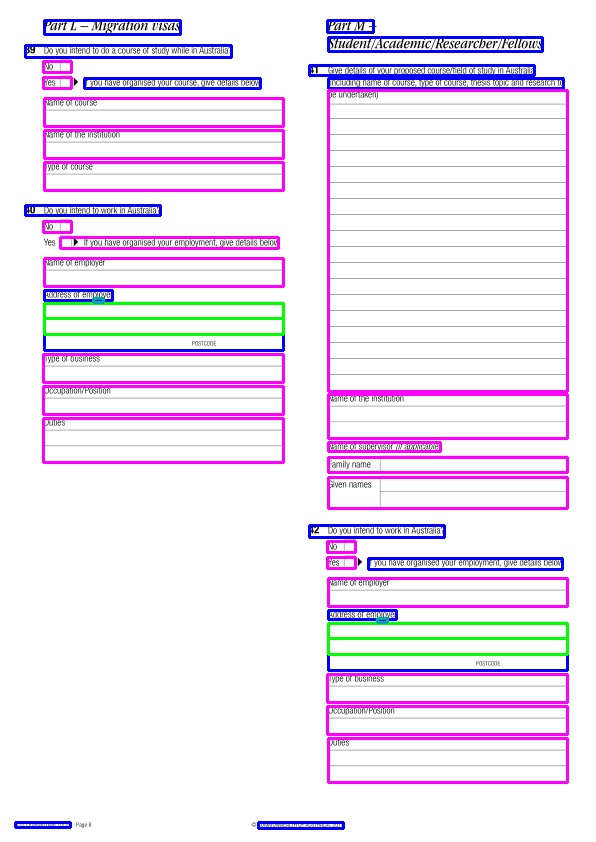 Part L – Migration visas
39 Do you intend to do a course of study while in Australia?
No
Yes If you have organised your course, give details below
Name of course
Name of the institution
Type of course
40 Do you intend to work in Australia?
No
Yes If you have organised your employment, give details below
Name of employer
Address of employer
POSTCODE
Type of business
Occupation/Position
Duties
Part M –
Student/Academic/Researcher/Fellows
41 Give details of your proposed course/field of study in Australia
(including name of course, type of course, thesis topic and research to
be undertaken)
Name of the institution
Name of supervisor (if applicable)
Family name
Given names
42 Do you intend to work in Australia?
No
Yes If you have organised your employment, give details below
Name of employer
Address of employer
POSTCODE
Type of business
Occupation/Position
Duties
- Page 8
©